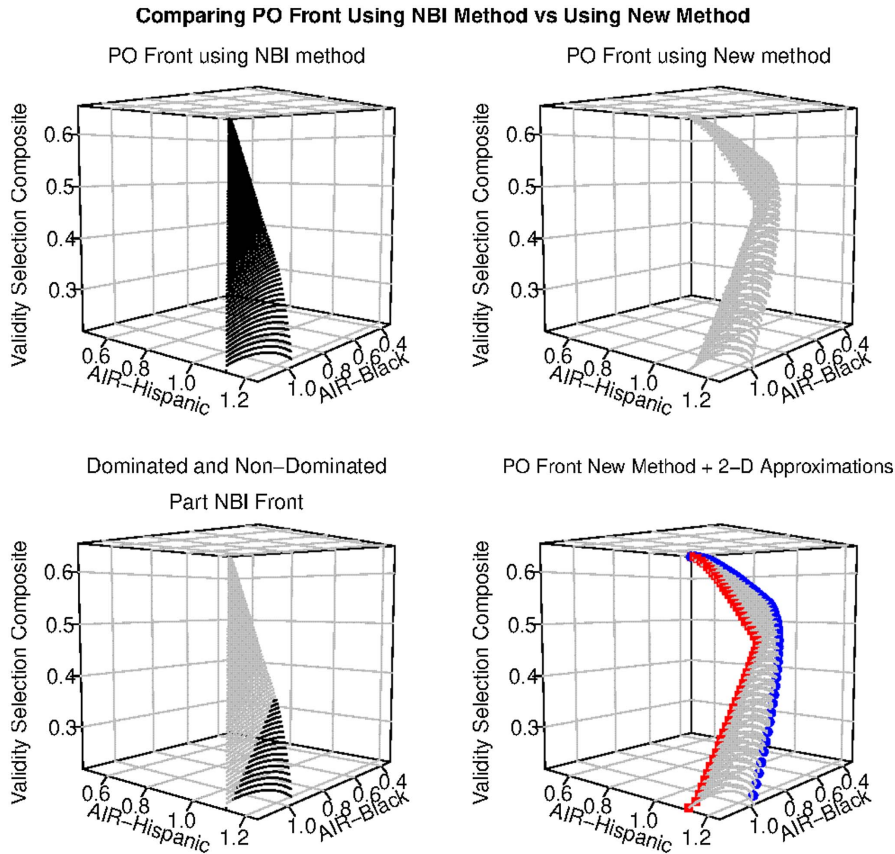 Comparing PO Front Using NBI Method vs Using New Method
PO Front using NBI method
Validity Selection Composite
0.6
0.5
0.4
0.3
0.6
0.8
1.0
1.2
AIR−Hispanic
1.0
0.8
0.6
0.4
AIR−Black
PO Front using New method
Validity Selection Composite
0.6
0.5
0.4
0.3
0.6
0.8
1.0
1.2
AIR−Hispanic
1.0
0.8
0.6
0.4
AIR−Black
Dominated and Non−Dominated
Part NBI Front
Validity Selection Composite
0.6
0.5
0.4
0.3
0.6
0.8
1.0
1.2
AIR−Hispanic
1.0
0.8
0.6
0.4
AIR−Black
PO Front New Method + 2−D Approximations
Validity Selection Composite
0.6
0.5
0.4
0.3
0.6
0.8
1.0
1.2
AIR−Hispanic
1.0
0.8
0.6
0.4
AIR−Black